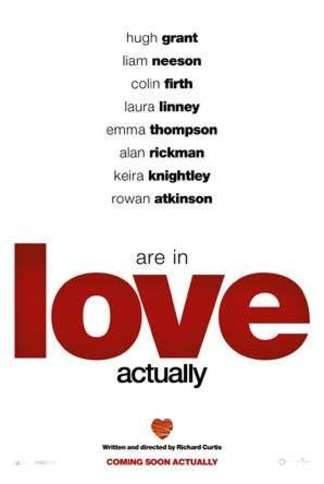 hugh grant
liam neeson
colin firth
laura linney
emma thompson
alan rickman
keira knightley
rowan atkinson
are in
love
actually
Written and directed by Richard Curtis
COMING SOON ACTUALLY